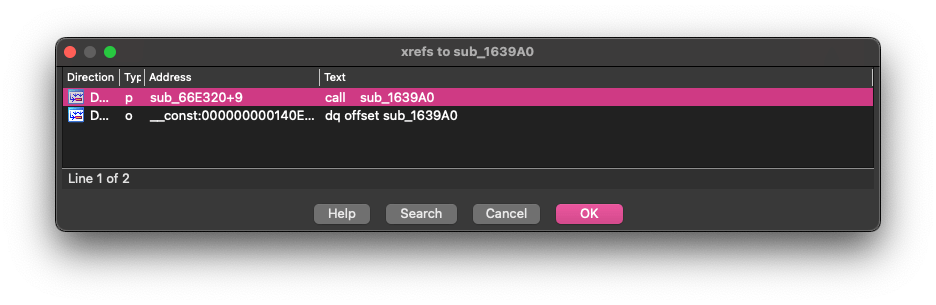 xrefs to sub_1639A0
Direction Typ Address Text
D... p sub_66E320+9 call sub_1639A0
D... o __const:000000000140E... dq offset sub_1639A0
Line 1 of 2
Help Search Cancel OK